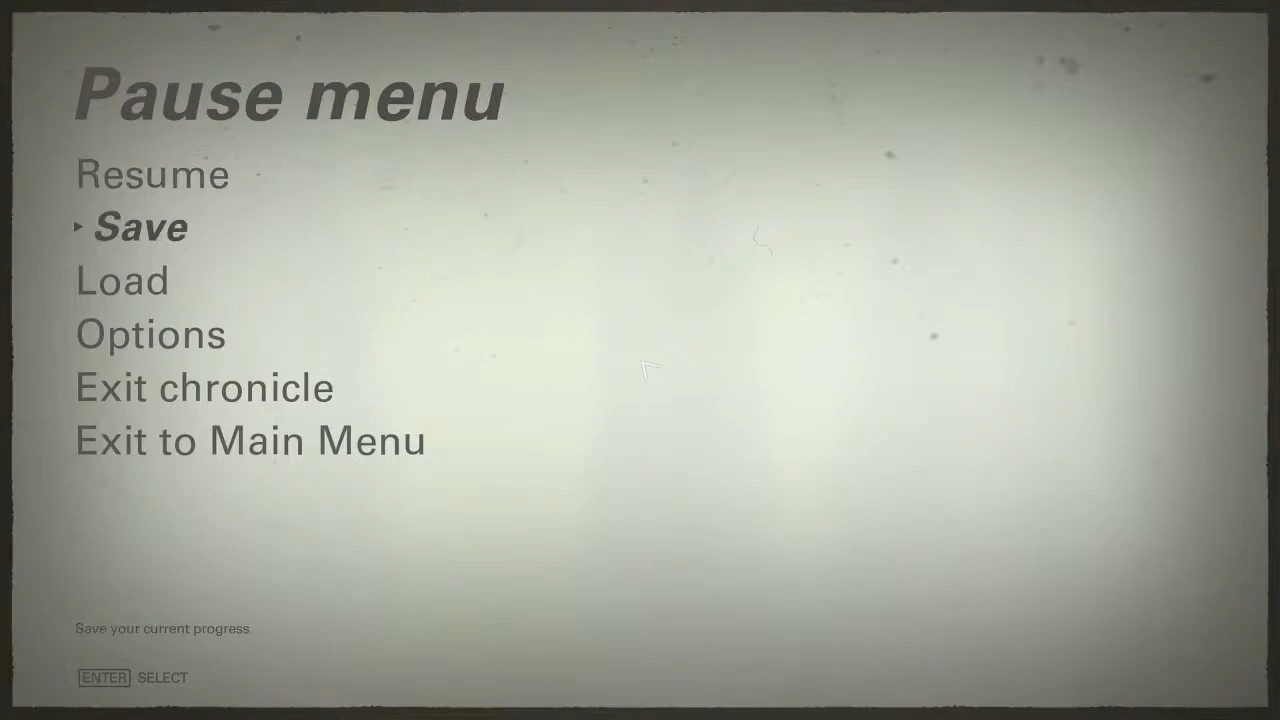 Pause menu
Resume
Save
Load
Options
Exit chronicle
Exit to Main Menu
Save your current progress
ENTER SELECT